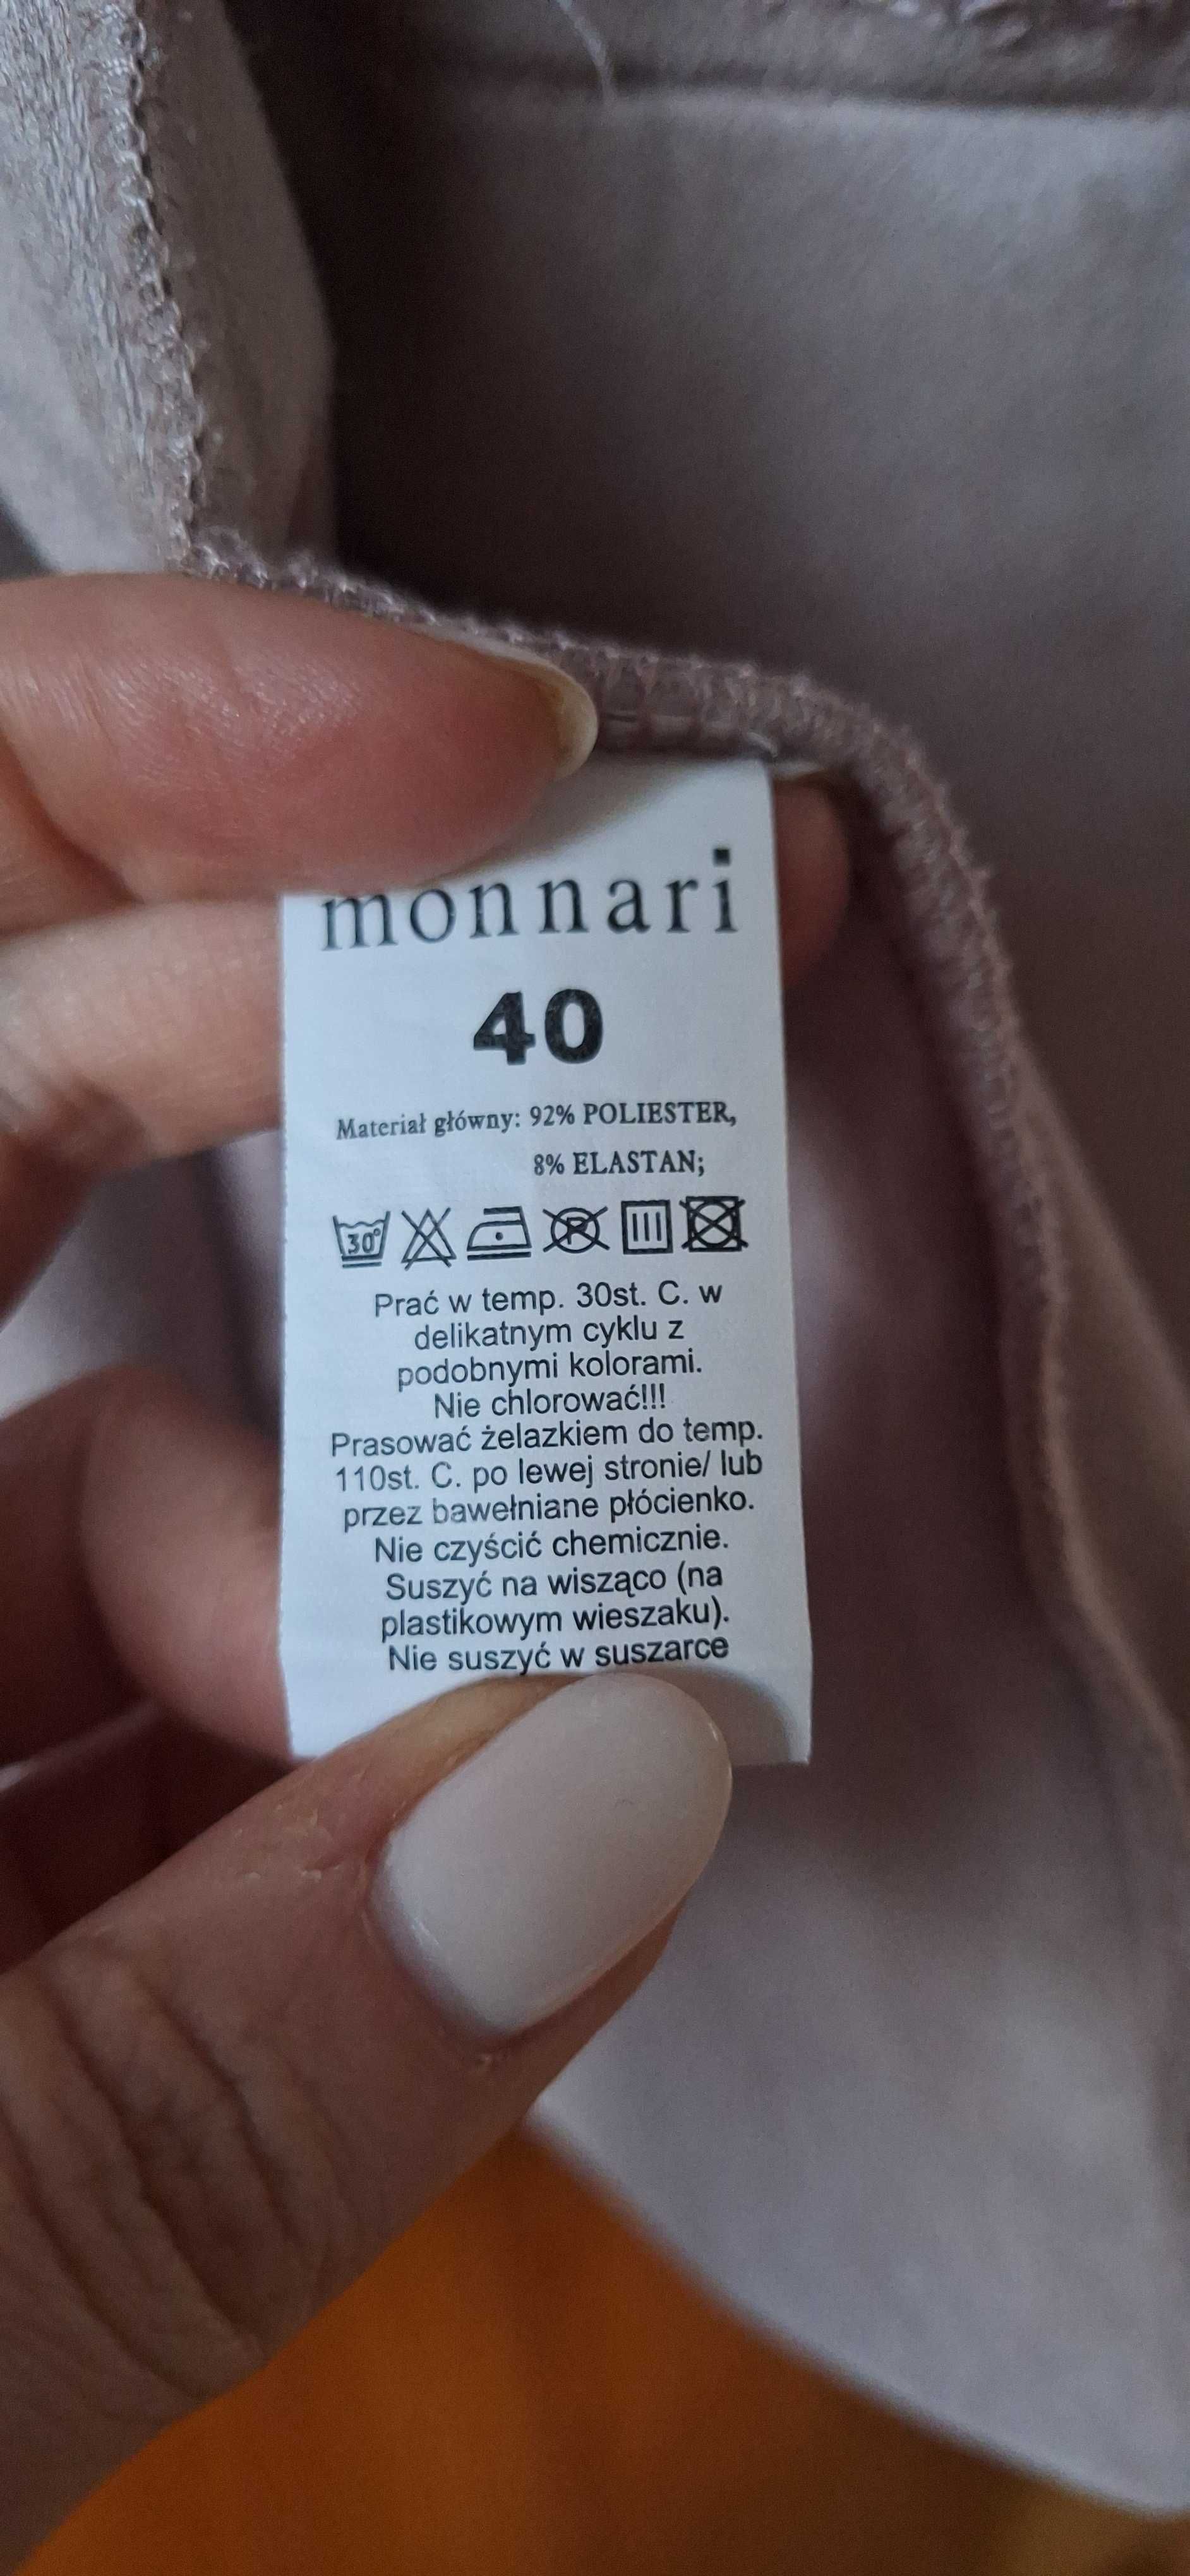 monnari
40
Materiał główny: 92% POLIESTER,
8% ELASTAN;
30° P
Prać w temp. 30st. C. w
delikatnym cyklu z
podobnymi kolorami.
Nie chlorować!!!
Prasować żelazkiem do temp.
110st. C. po lewej stronie/ lub
przez bawełniane płócienko.
Nie czyścić chemicznie.
Suszyć na wisząco (na
plastikowym wieszaku).
Nie suszyć w suszarce